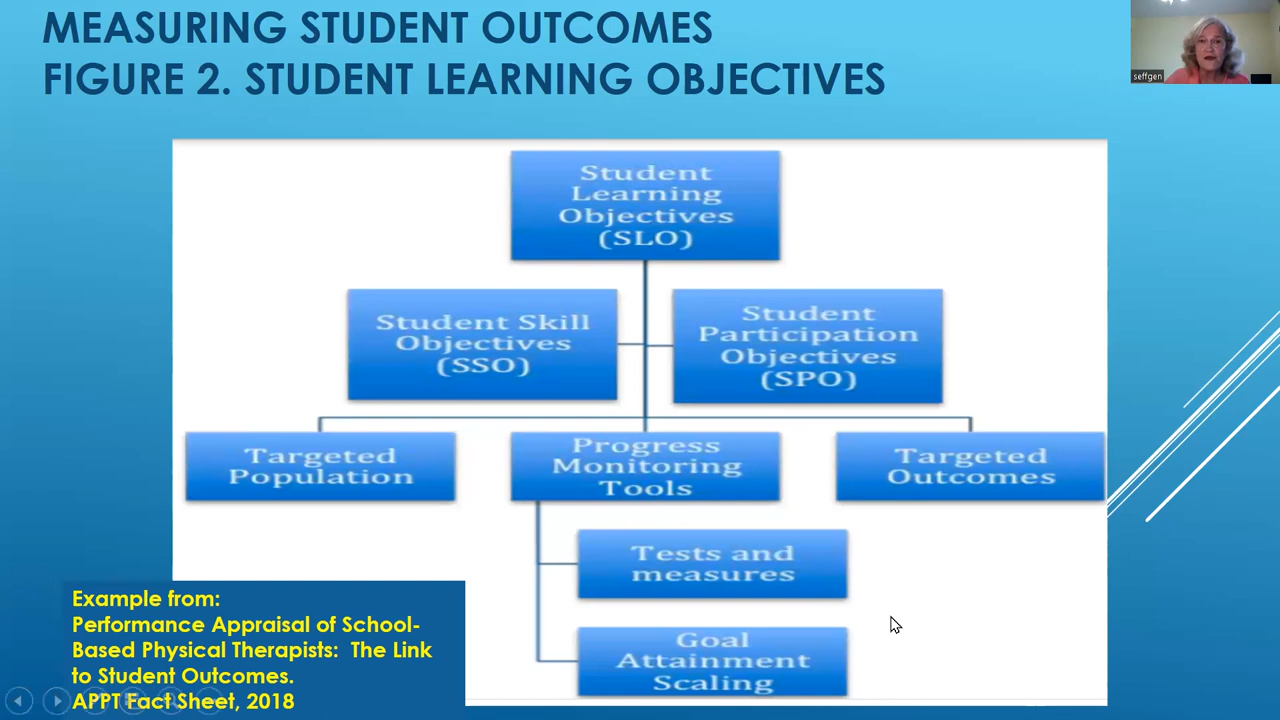 MEASURING STUDENT OUTCOMES
FIGURE 2. STUDENT LEARNING OBJECTIVES
seffgen
Student
Learning
Objectives
(SLO)
Student Skill
Objectives
(SSO)
Student
Participation
Objectives
(SPO)
Targeted
Population
Progress
Monitoring
Tools
Targeted
Outcomes
Tests and
measures
Goal
Attainment
Scaling
Example from:
Performance Appraisal of School-
Based Physical Therapists: The Link
to Student Outcomes.
APPT Fact Sheet, 2018